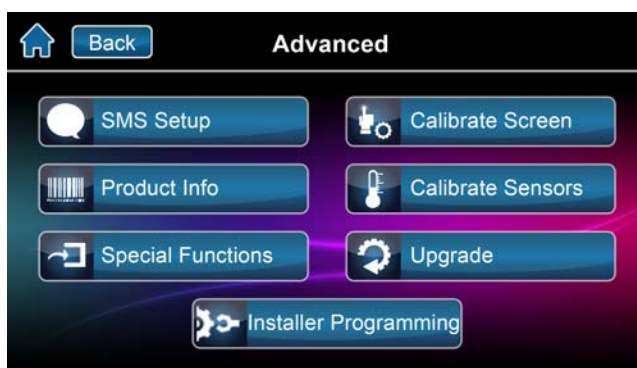 Back
Advanced
SMS Setup
Calibrate Screen
Product Info
Calibrate Sensors
Special Functions
Upgrade
Installer Programming